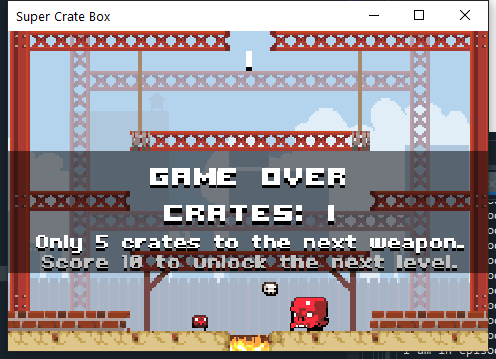 Super Crate Box
1
GAME OVER
CRATES: 1
Only 5 crates to the next weapon.
Score 10 to unlock the next level.